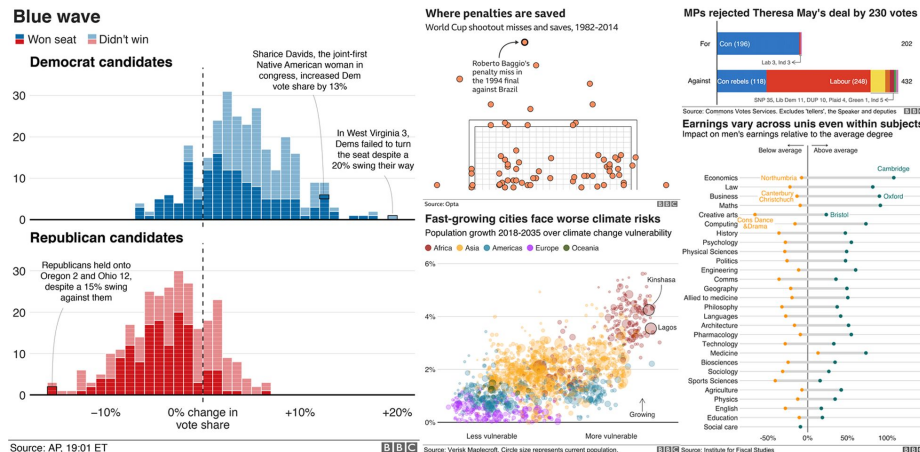 Blue wave
Won seat
Didn't win
Democrat candidates
Sharice Davids, the joint-first
Native American woman in
congress, increased Dem
vote share by 13%
In West Virginia 3,
Dems failed to turn
the seat despite a
20% swing their way
30
20
10
0
Republican candidates
Republicans held onto
Oregon 2 and Ohio 12,
despite a 15% swing
against them
30
20
10
0
−10%
0% change in
vote share
+10%
+20%
Source: AP, 19:01 ET
BBC
Where penalties are saved
World Cup shootout misses and saves, 1982-2014
Roberto Baggio's
penalty miss in
the 1994 final
against Brazil
Source: Opta
BBC
Fast-growing cities face worse climate risks
Population growth 2018-2035 over climate change vulnerability
Africa
Asia
Americas
Europe
Oceania
6%
4%
2%
0%
Kinshasa
Lagos
Growing
Less vulnerable
More vulnerable
Source: Verisk Maplecroft. Circle size represents current population.
BBC
MPs rejected Theresa May's deal by 230 votes
For
Con (196)
202
Lab 3, Ind 3
Against
Con rebels (118)
Labour (248)
432
SNP 35, Lib Dem 11, DUP 10, Plaid 4, Green 1, Ind 5
Source: Commons Votes Services. Excludes 'tellers', the Speaker and deputies
BBC
Earnings vary across unis even within subjects
Impact on men's earnings relative to the average degree
Below average
Above average
Cambridge
Economics
Northumbria
Law
Business
Canterbury
Christchurch
Oxford
Maths
Creative arts
Cons Dance
&Drama
Bristol
Computing
History
Psychology
Physical Sciences
Politics
Engineering
Comms
Geography
Allied to medicine
Philosophy
Languages
Architecture
Pharmacology
Technology
Medicine
Biosciences
Sociology
Sports Sciences
Agriculture
Physics
English
Education
Social care
-50%
0%
50%
100%
Source: Institute for Fiscal Studies
BBC